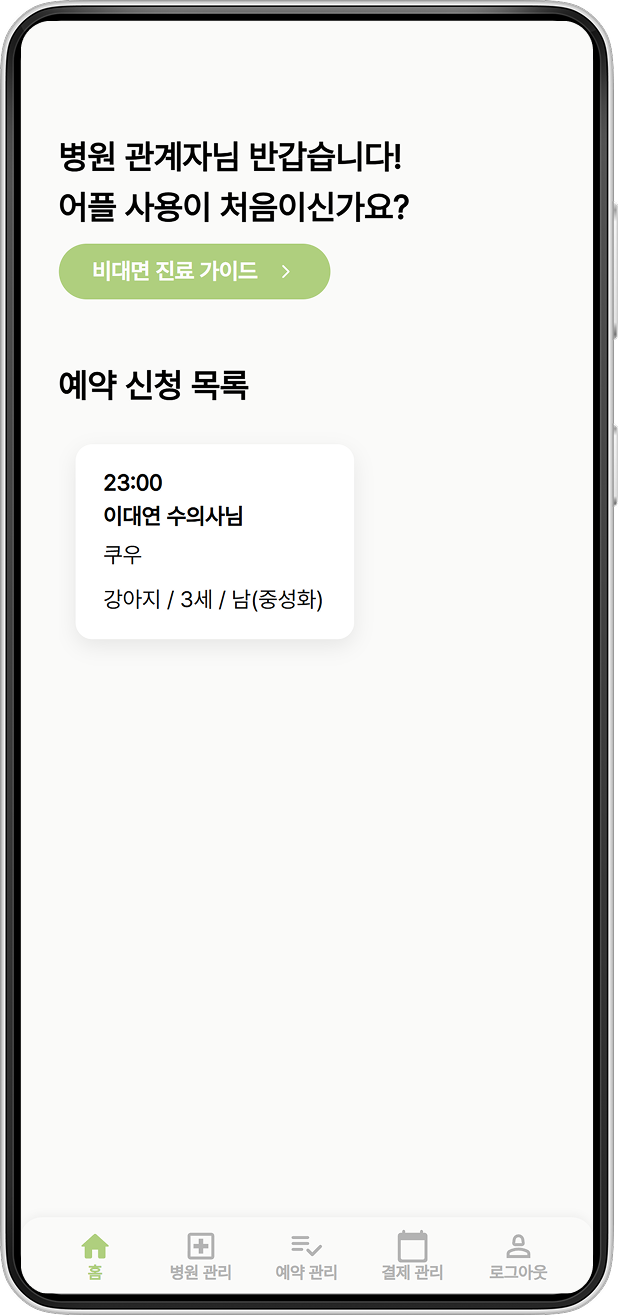 병원 관계자님 반갑습니다!
어플 사용이 처음이신가요?
비대면 진료 가이드
예약 신청 목록
23:00
이대연 수의사님
쿠우
강아지 / 3세 / 남(중성화)
홈 병원 관리 예약 관리 결제 관리 로그아웃